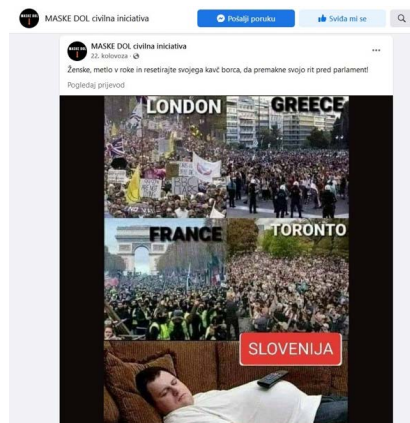 MASKE DOL civilna iniciativa
Pošalji poruku
Sviđa mi se
MASKE DOL civilna iniciativa
22. kolovoza
Ženske, metlo v roke in resetirajte svojega kavč borca, da premakne svojo rit pred parlament!
Pogledaj prijevod
LONDON
GREECE
FRANCE
TORONTO
SLOVENIJA